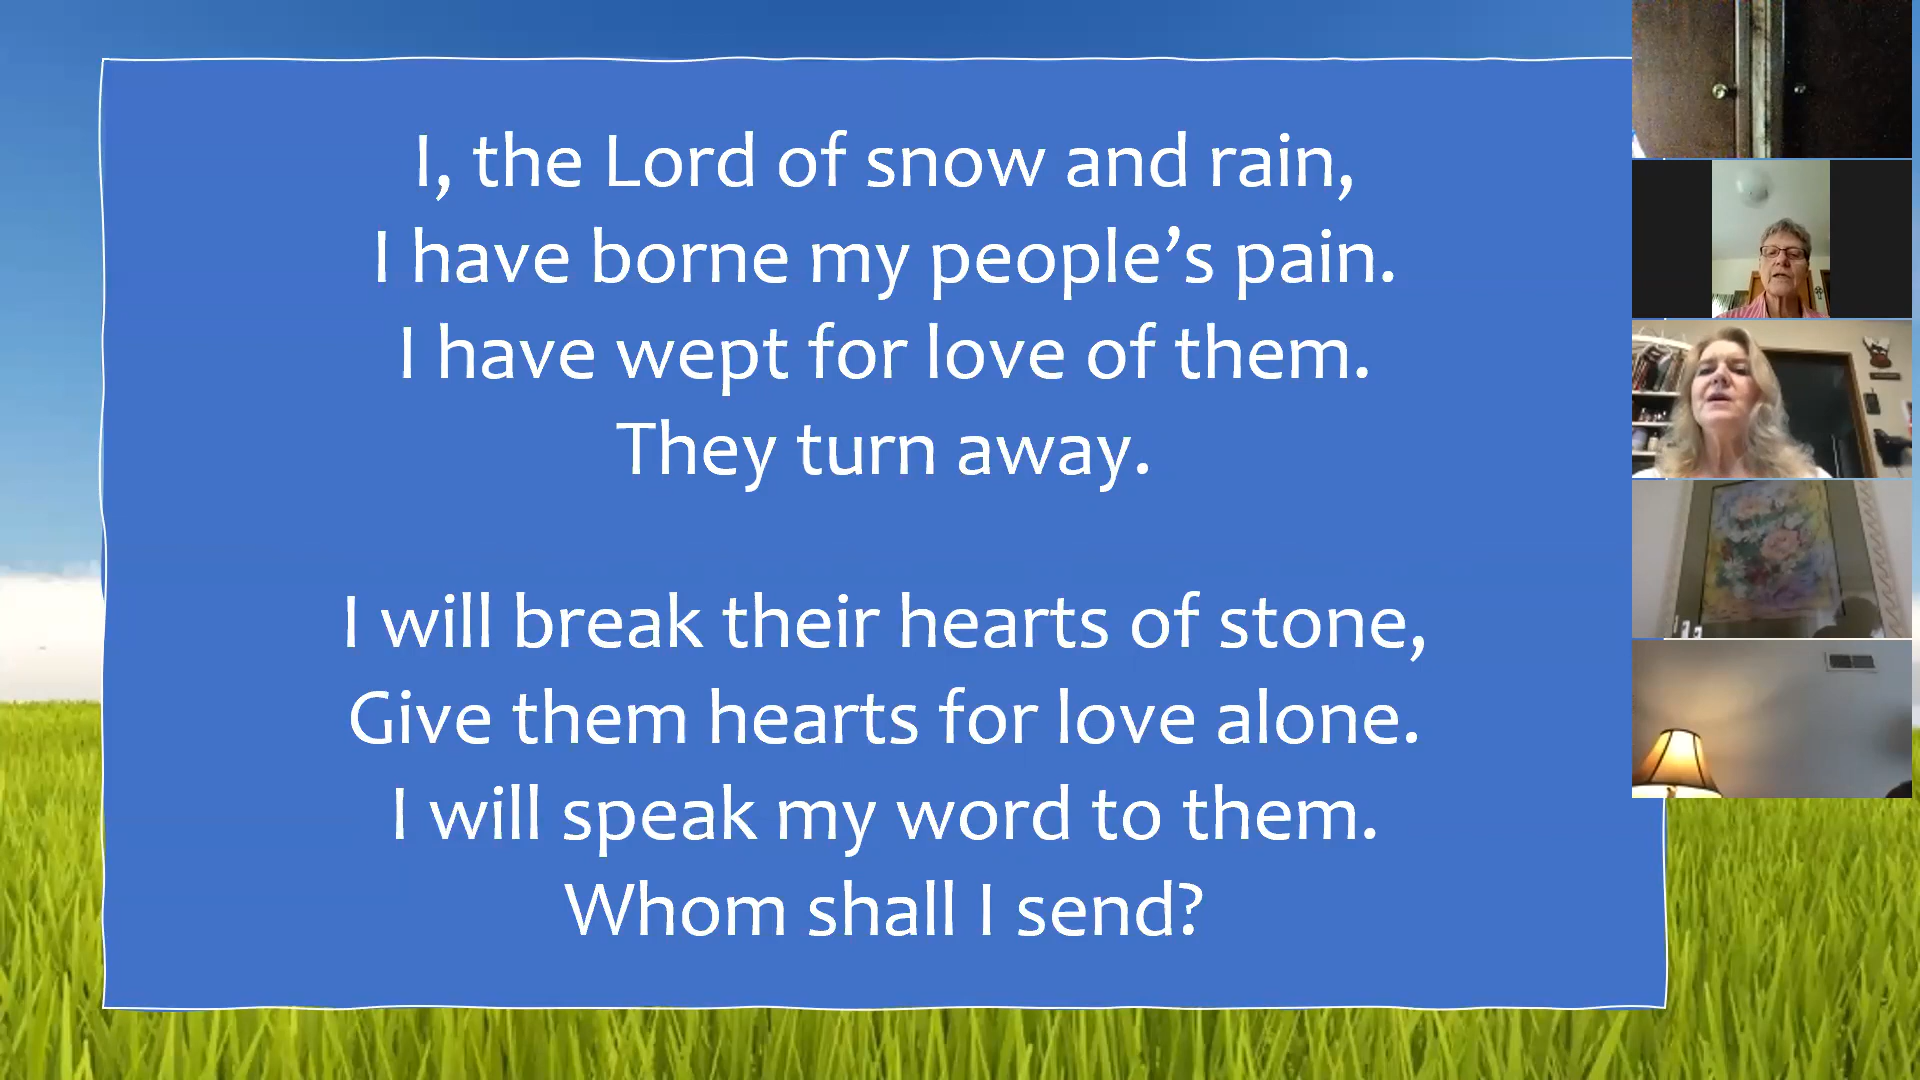 I, the Lord of snow and rain,
I have borne my people’s pain.
I have wept for love of them.
They turn away.
I will break their hearts of stone,
Give them hearts for love alone.
I will speak my word to them.
Whom shall I send?